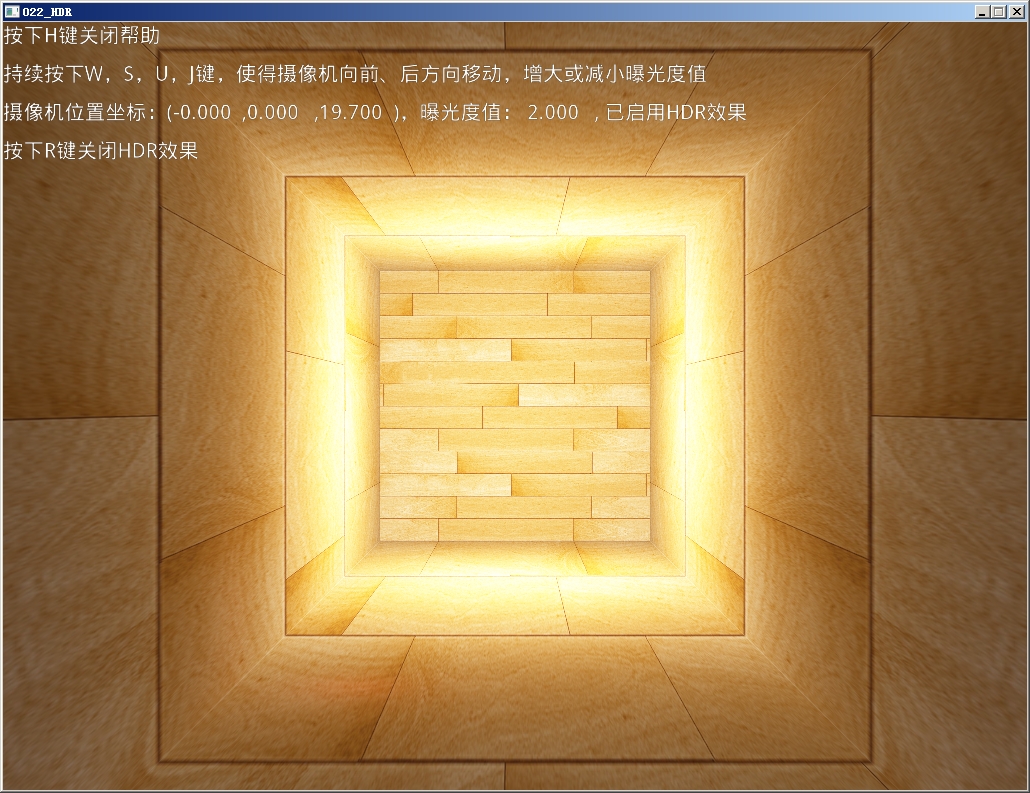 022_HDR
按下H键关闭帮助
持续按下W，S，U，J键，使得摄像机向前、后方向移动，增大或减小曝光度值
摄像机位置坐标：(-0.000 ,0.000 ,19.700 )，曝光度值： 2.000 , 已启用HDR效果
按下R键关闭HDR效果